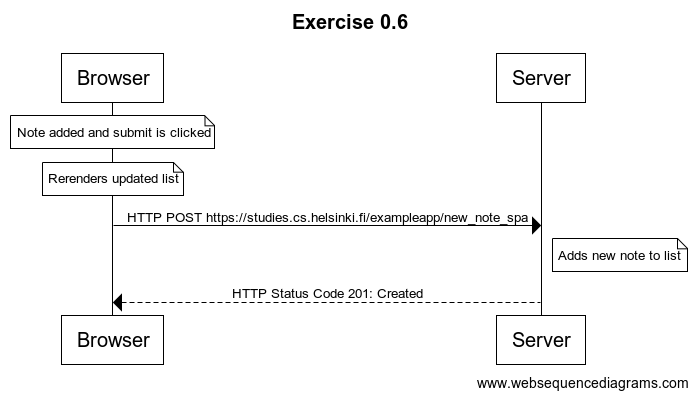 Exercise 0.6
Browser
Server
Note added and submit is clicked
Rerenders updated list
HTTP POST https://studies.cs.helsinki.fi/exampleapp/new_note_spa
Adds new note to list
HTTP Status Code 201: Created
Browser
Server
www.websequencediagrams.com